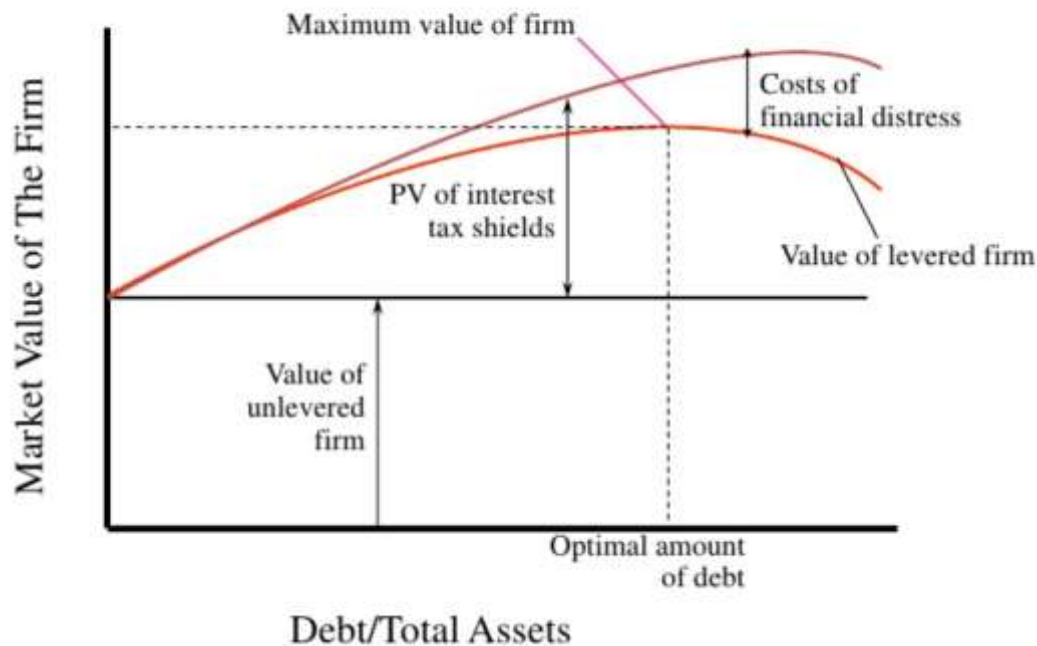 Maximum value of firm
Market Value of The Firm
Costs of
financial distress
PV of interest
tax shields
Value of levered firm
Value of
unlevered
firm
Optimal amount
of debt
Debt/Total Assets